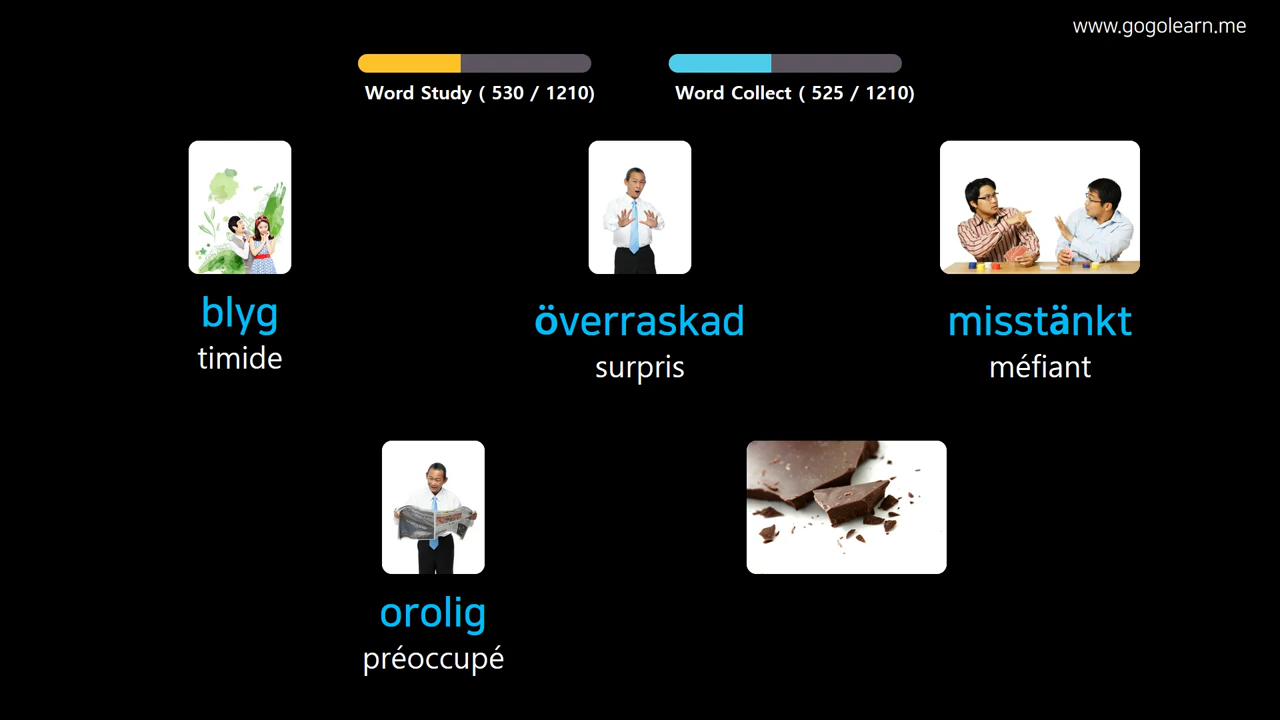 www.gogolearn.me
Word Study ( 530 / 1210)
Word Collect ( 525 / 1210)
blyg
timide
överraskad
surpris
misstänkt
méfiant
orolig
préoccupé